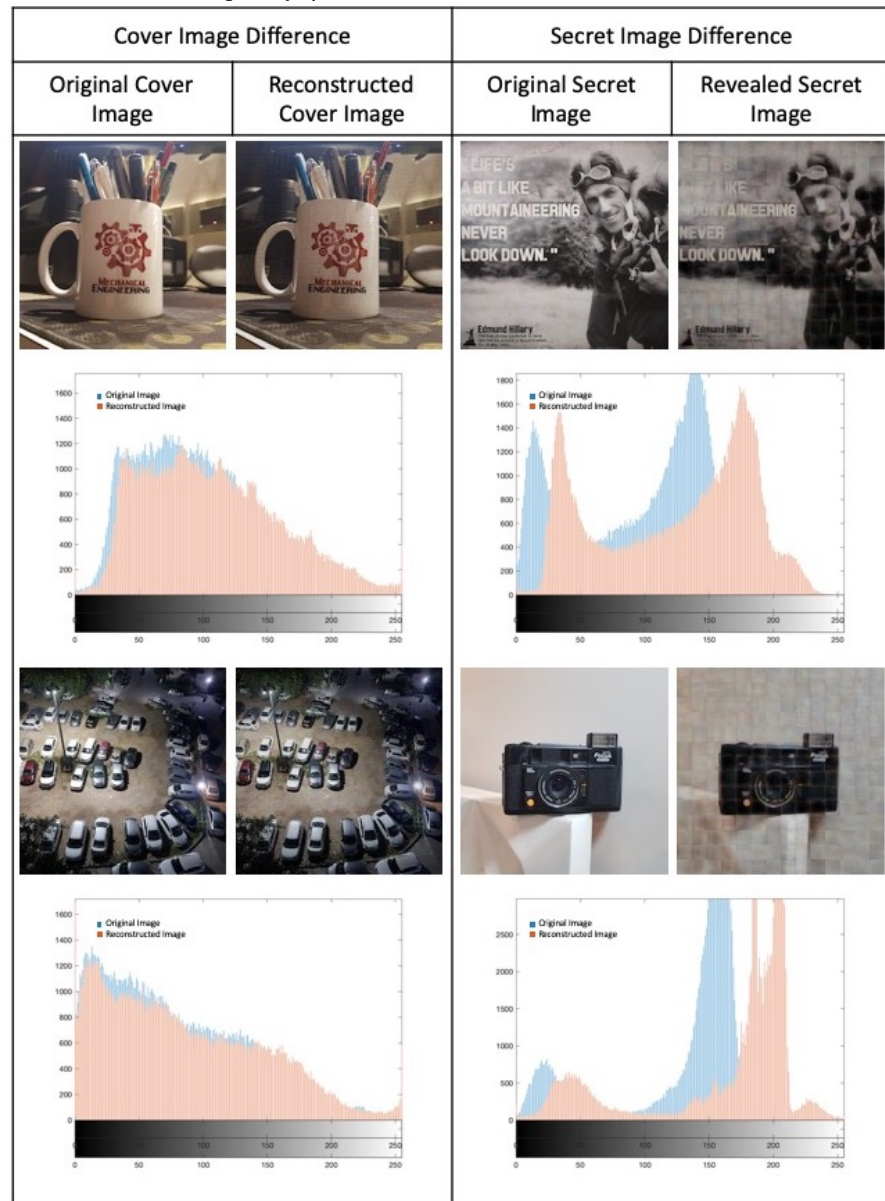 Cover Image Difference
Secret Image Difference
Original Cover
Image
Reconstructed
Cover Image
Original Secret
Image
Revealed Secret
Image
MECHANICAL
ENGINEERING
MECHANICAL
ENGINEERING
LIFE'S
A BIT LIKE
MOUNTAINEERING
NEVER
LOOK DOWN."
Edmund Hillary
LIKE
MOUNTAINEERING
NEVER
LOOK DOWN."
Edmund Hillary
Original Image
Reconstructed Image
1600
1400
1200
1000
800
600
400
200
0
0 50 100 150 200 250
Original Image
Reconstructed Image
1800
1600
1400
1200
1000
800
600
400
200
0
0 50 100 150 200 250
Original Image
Reconstructed Image
1600
1400
1200
1000
800
600
400
200
0
0 50 100 150 200 250
Original Image
Reconstructed Image
2500
2000
1500
1000
500
0
0 50 100 150 200 250